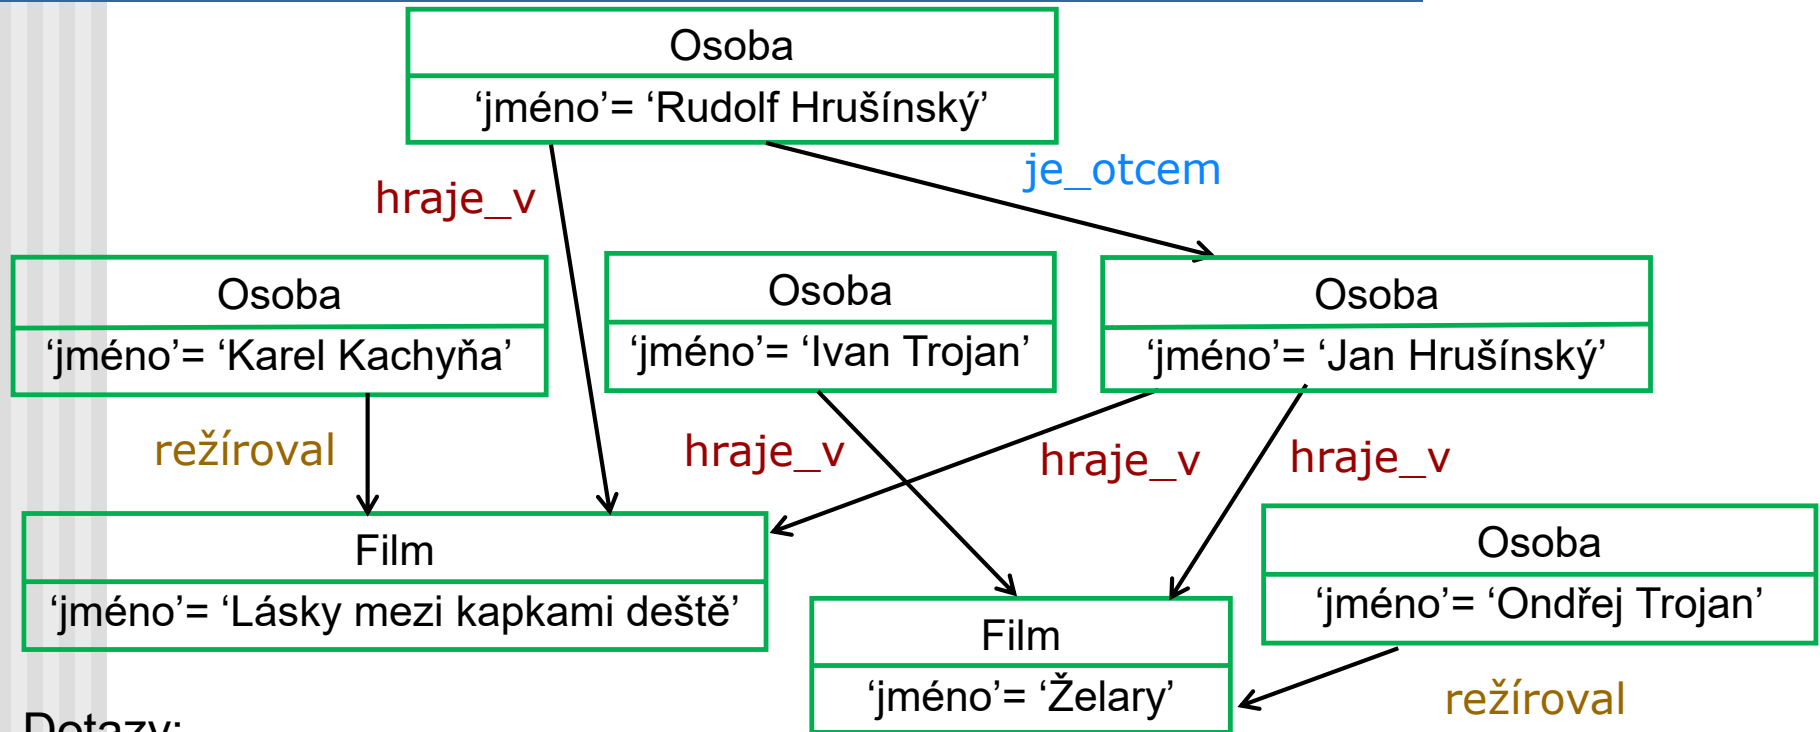 Osoba
‘jméno’= ‘Rudolf Hrušínský’
je_otcem
hraje_v
Osoba
‘jméno’= ‘Karel Kachyňa’
Osoba
‘jméno’= ‘Ivan Trojan’
Osoba
‘jméno’= ‘Jan Hrušínský’
režíroval
hraje_v
hraje_v
hraje_v
Film
‘jméno’= ‘Lásky mezi kapkami deště’
Film
‘jméno’= ‘Želary’
Osoba
‘jméno’= ‘Ondřej Trojan’
režíroval
Dotazy: